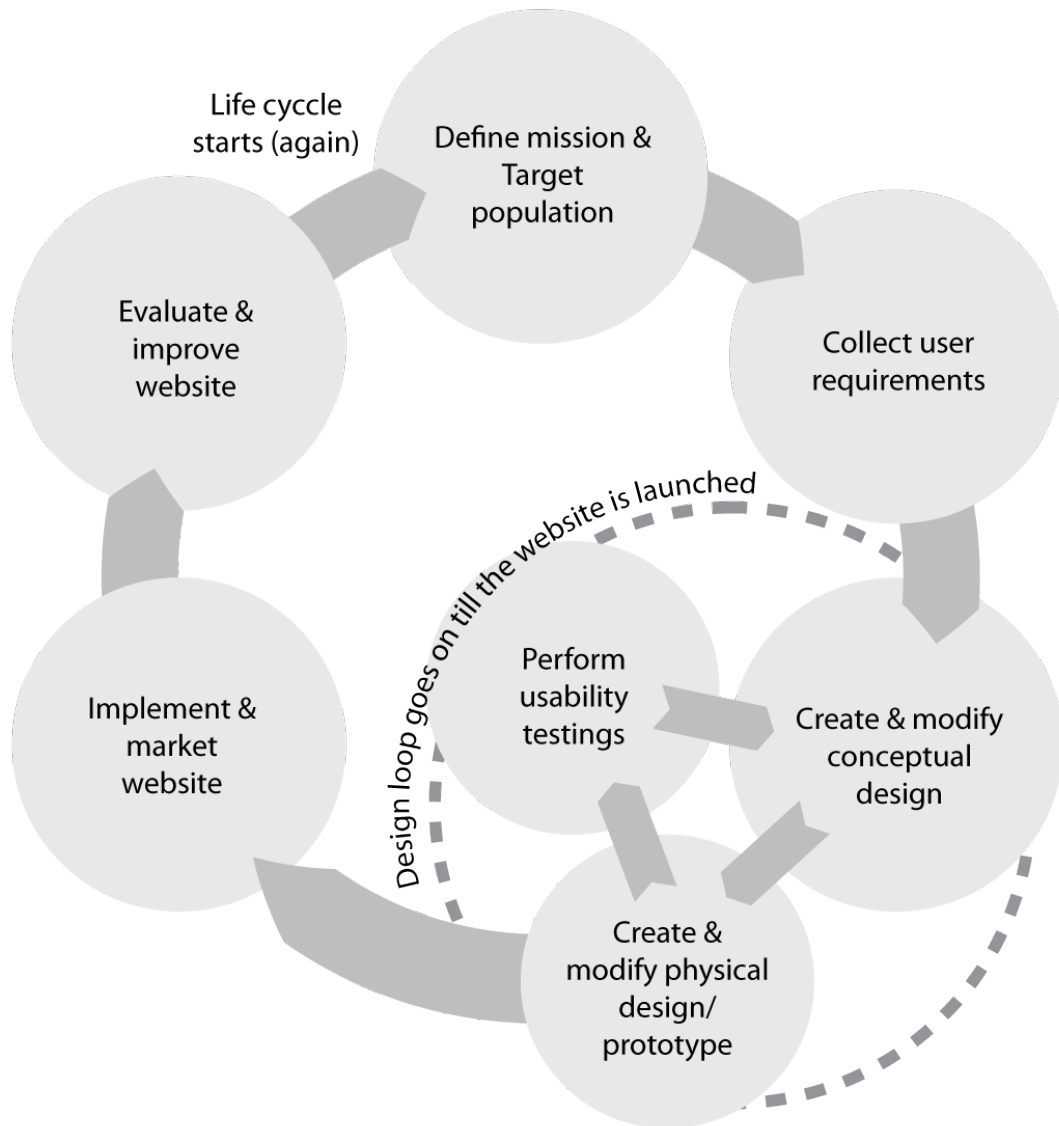 Life cyccle
starts (again)
Define mission &
Target
population
Collect user
requirements
Evaluate &
improve
website
Design loop goes on till the website is launched
Perform
usability
testings
Create & modify
conceptual
design
Implement &
market
website
Create &
modify physical
design/
prototype